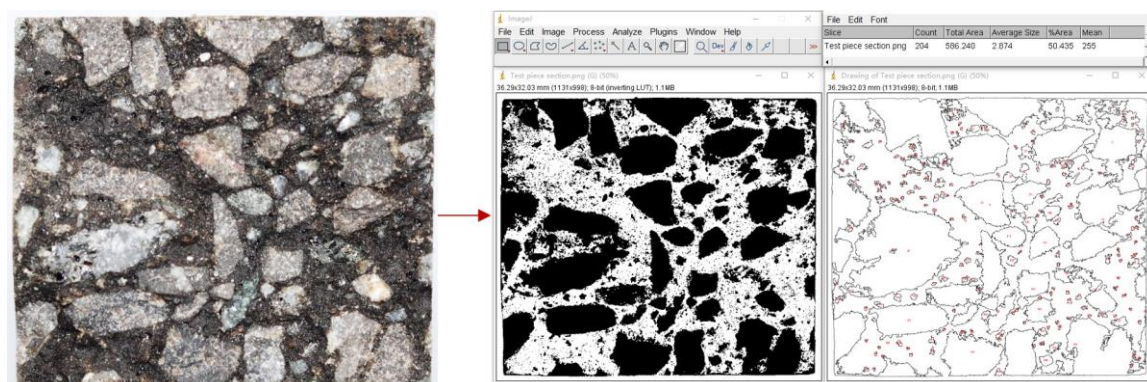 ImageJ
File Edit Image Process Analyze Plugins Window Help
Dev
File Edit Font
Slice Count Total Area Average Size %Area Mean
Test piece section.png 204 586.240 2.874 50.435 255
Test piece section.png (G) (50%)
36.29x32.03 mm (1131x998); 8-bit (inverting LUT); 1.1MB
Drawing of Test piece section.png (G) (50%)
36.29x32.03 mm (1131x998); 8-bit; 1.1MB